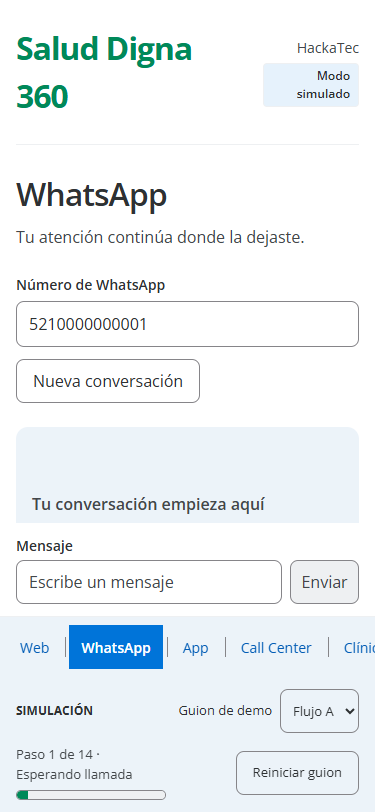 Salud Digna
360
HackaTec
Modo
simulado
WhatsApp
Tu atención continúa donde la dejaste.
Número de WhatsApp
5210000000001
Nueva conversación
Tu conversación empieza aquí
Mensaje
Escribe un mensaje
Enviar
Web
WhatsApp
App
Call Center
Clínic
SIMULACIÓN
Guion de demo
Flujo A
Paso 1 de 14 ·
Esperando llamada
Reiniciar guion